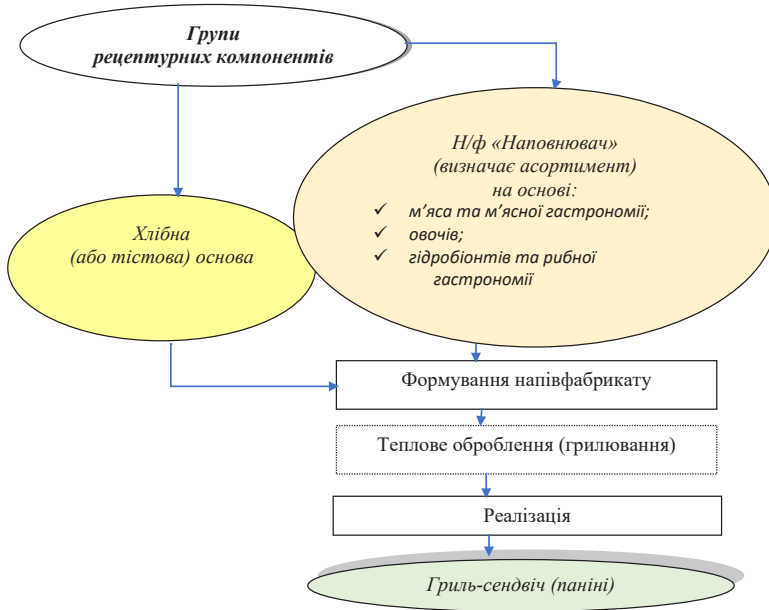 Групи
рецептурних компонентів
Н/ф «Наповнювач»
(визначає асортимент)
на основі:
✓ м’яса та м’ясної гастрономії;
✓ овочів;
✓ гідробіонтів та рибної
гастрономії
Хлібна
(або тістова) основа
Формування напівфабрикату
Теплове оброблення (грилювання)
Реалізація
Гриль-сендвіч (паніні)